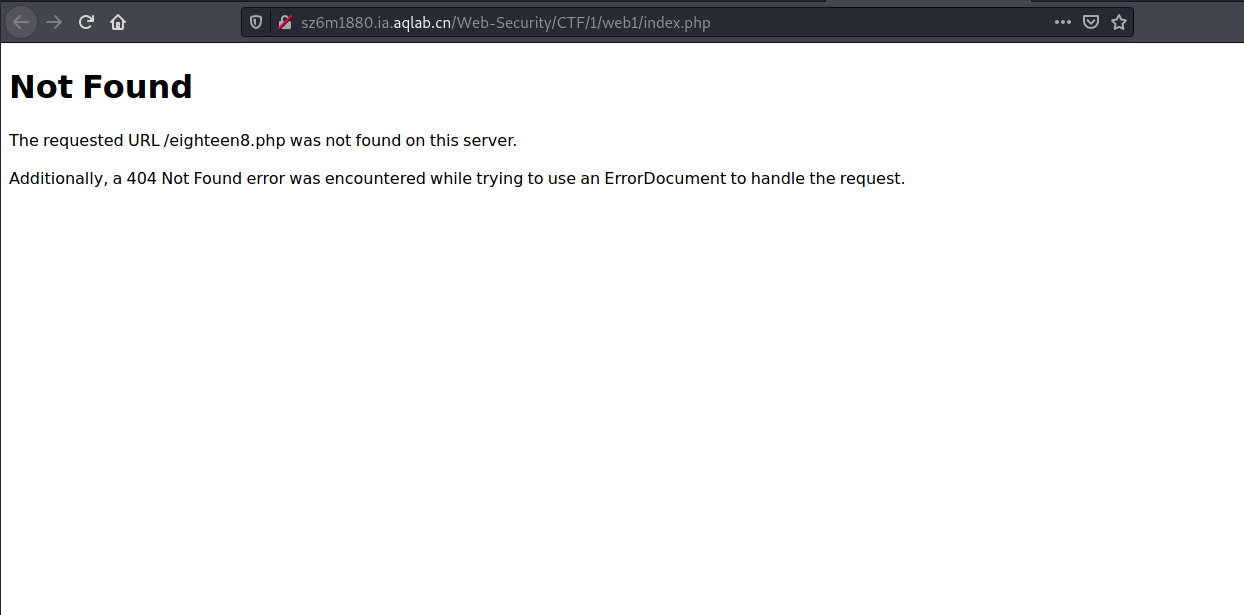 sz6m1880.ia.aqlab.cn/Web-Security/CTF/1/web1/index.php
Not Found
The requested URL /eighteen8.php was not found on this server.
Additionally, a 404 Not Found error was encountered while trying to use an ErrorDocument to handle the request.